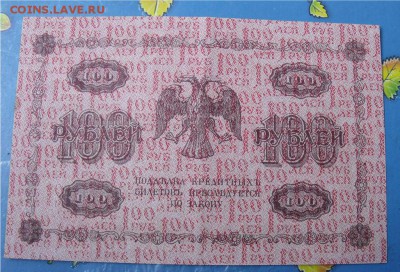 COINS.LAVE.RU
100 100
100 РУБЛЕЙ 100 РУБЛЕЙ
100 100
ПОДДѢЛКА КРЕДИТНЫХЪ
БИЛЕТОВЪ ПРЕСЛѢДУЕТСЯ
ПО ЗАКОНУ